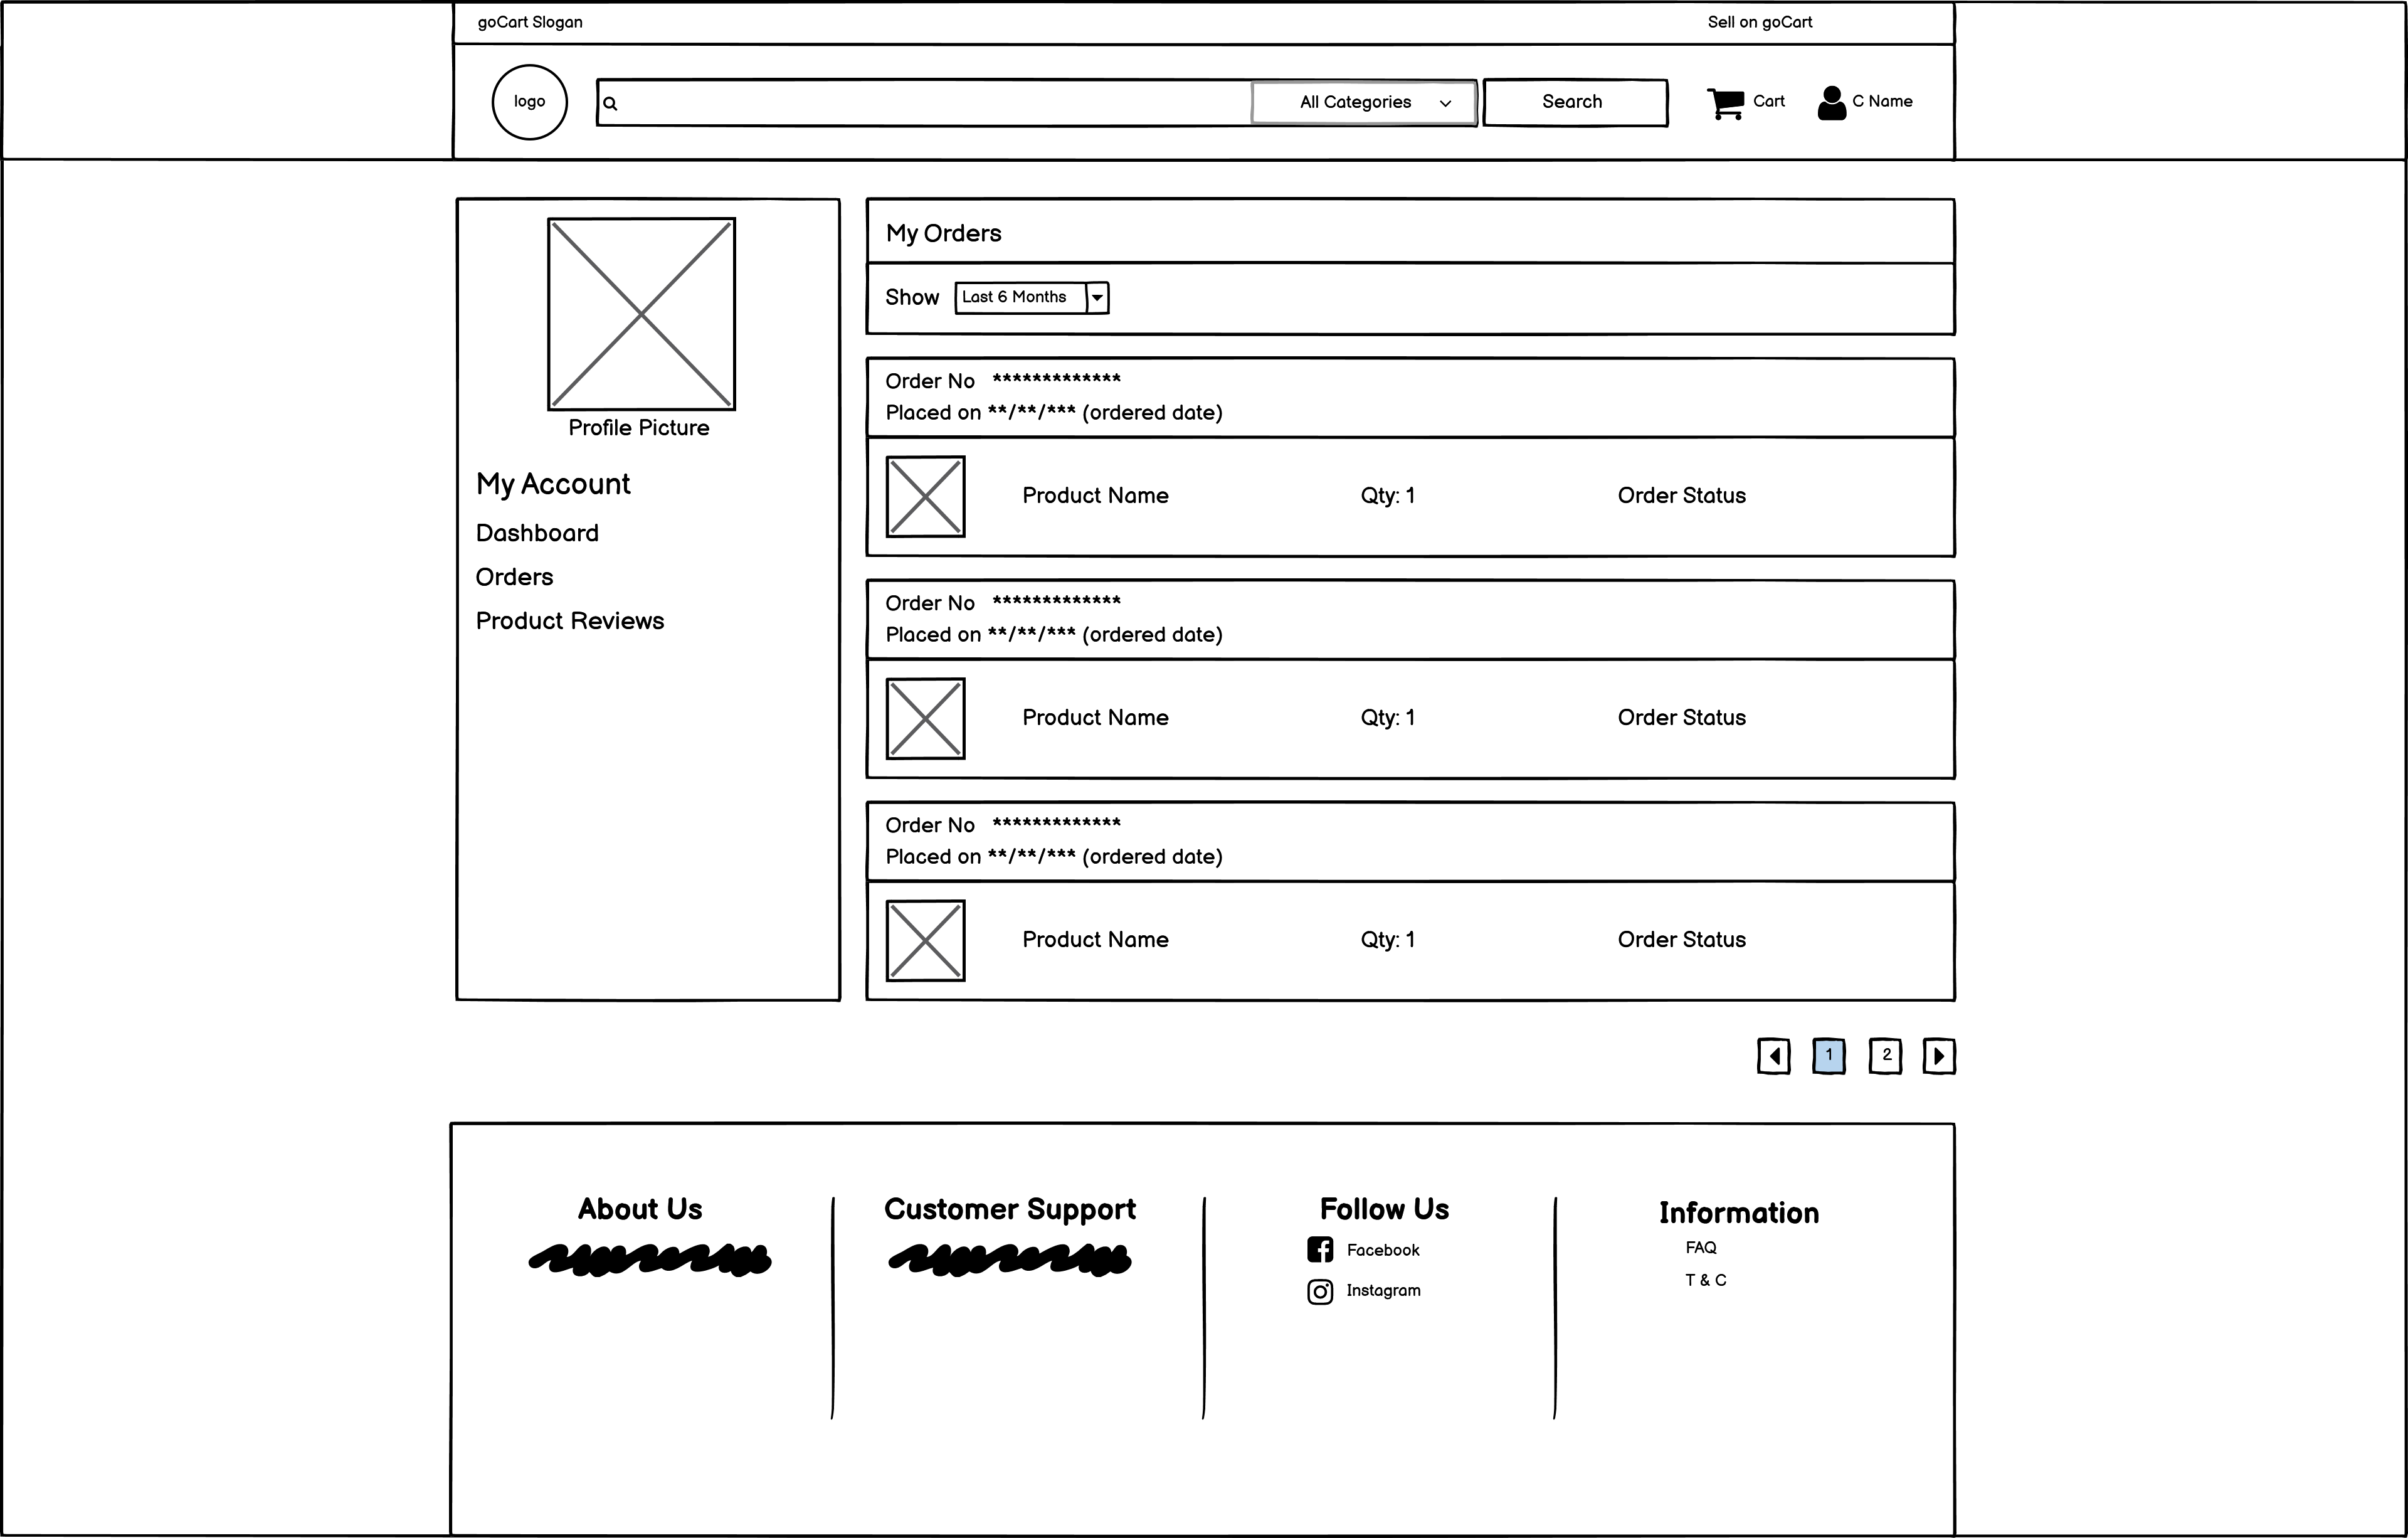 goCart Slogan
Sell on goCart
logo
All Categories
Search
Cart
C Name
Profile Picture
My Account
Dashboard
Orders
Product Reviews
My Orders
Show
Last 6 Months
Order No *************
Placed on **/**/*** (ordered date)
Product Name
Qty: 1
Order Status
Order No *************
Placed on **/**/*** (ordered date)
Product Name
Qty: 1
Order Status
Order No *************
Placed on **/**/*** (ordered date)
Product Name
Qty: 1
Order Status
1
2
About Us
Customer Support
Follow Us
Facebook
Instagram
Information
FAQ
T & C